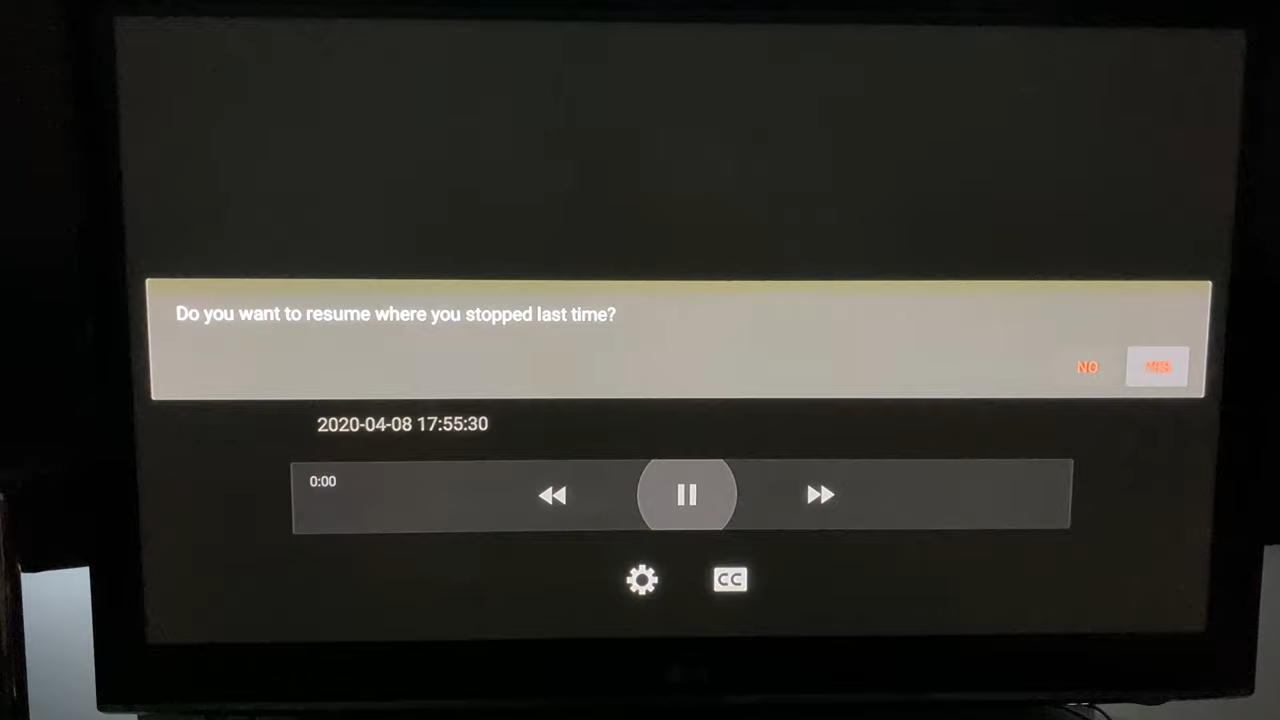 Do you want to resume where you stopped last time?
NO
2020-04-08 17:55:30
0:00
CC